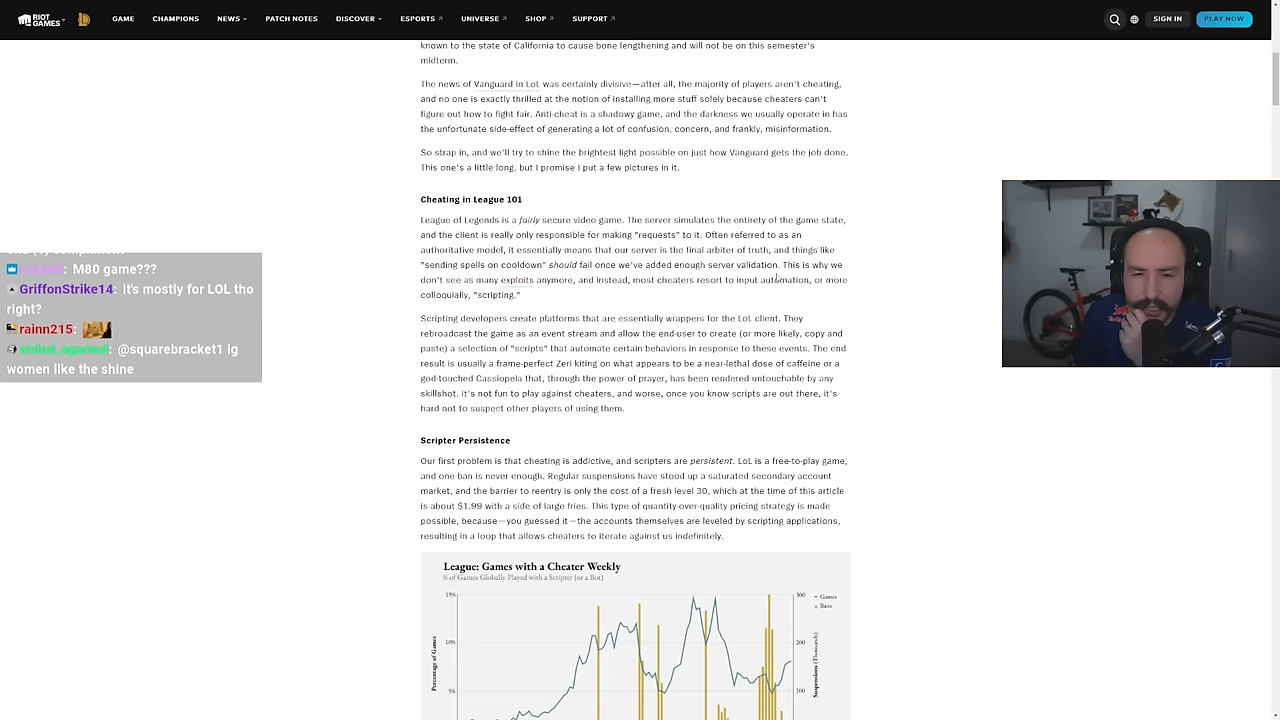 RIOT GAMES
GAME
CHAMPIONS
NEWS
PATCH NOTES
DISCOVER
ESPORTS
UNIVERSE
SHOP
SUPPORT
SIGN IN
PLAY NOW
known to the state of California to cause bone lengthening and will not be on this semester's
midterm.
The news of Vanguard in LoL was certainly divisive—after all, the majority of players aren't cheating,
and no one is exactly thrilled at the notion of installing more stuff solely because cheaters can't
figure out how to fight fair. Anti-cheat is a shadowy game, and the darkness we usually operate in has
the unfortunate side-effect of generating a lot of confusion, concern, and frankly, misinformation.
So strap in, and we'll try to shine the brightest light possible on just how Vanguard gets the job done.
This one's a little long, but I promise I put a few pictures in it.
Cheating in League 101
League of Legends is a fairly secure video game. The server simulates the entirety of the game state,
and the client is really only responsible for making "requests" to it. Often referred to as an
authoritative model, it essentially means that our server is the final arbiter of truth, and things like
"sending spells on cooldown" should fail once we've added enough server validation. This is why we
don't see as many exploits anymore, and instead, most cheaters resort to input automation, or more
colloquially, "scripting."
Scripting developers create platforms that are essentially wrappers for the LoL client. They
rebroadcast the game as an event stream and allow the end-user to create (or more likely, copy and
paste) a selection of "scripts" that automate certain behaviors in response to these events. The end
result is usually a frame-perfect Zeri kiting on what appears to be a near-lethal dose of caffeine or a
god-touched Cassiopeia that, through the power of prayer, has been rendered untouchable by any
skillshot. It's not fun to play against cheaters, and worse, once you know scripts are out there, it's
hard not to suspect other players of using them.
Scripter Persistence
Our first problem is that cheating is addictive, and scripters are persistent. LoL is a free-to-play game,
and one ban is never enough. Regular suspensions have stood up a saturated secondary account
market, and the barrier to reentry is only the cost of a fresh level 30, which at the time of this article
is about $1.99 with a side of large fries. This type of quantity-over-quality pricing strategy is made
possible, because—you guessed it—the accounts themselves are leveled by scripting applications,
resulting in a loop that allows cheaters to iterate against us indefinitely.
League: Games with a Cheater Weekly
% of Games Globally Played with a Scripter (or a Bot)
15%
10%
5%
Percentage of Games
300
200
100
Suspensions (Thousands)
Games
Bans
: M80 game???
GriffonStrike14: it's mostly for LOL tho
right?
rainn215:
: @squarebracket1 ig
women like the shine